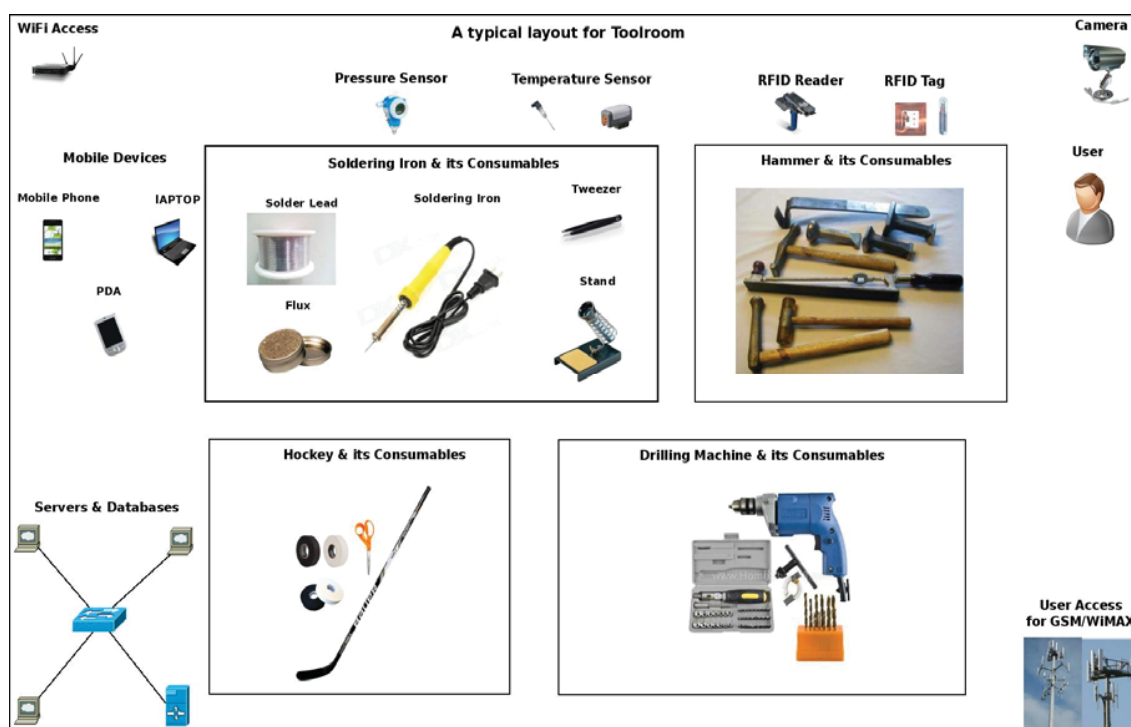 WiFi Access
A typical layout for Toolroom
Camera
Pressure Sensor
Temperature Sensor
RFID Reader
RFID Tag
Mobile Devices
Mobile Phone
lAPTOP
PDA
Soldering Iron & its Consumables
Solder Lead
Soldering Iron
Tweezer
Flux
Stand
Hammer & its Consumables
User
Servers & Databases
Hockey & its Consumables
Drilling Machine & its Consumables
User Access
for GSM/WiMAX